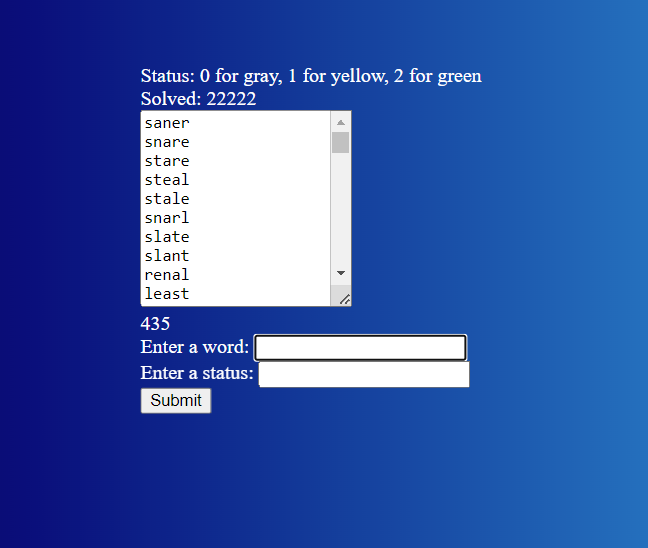 Status: 0 for gray, 1 for yellow, 2 for green
Solved: 22222
saner
snare
stare
steal
stale
snarl
slate
slant
renal
least
435
Enter a word:
Enter a status:
Submit